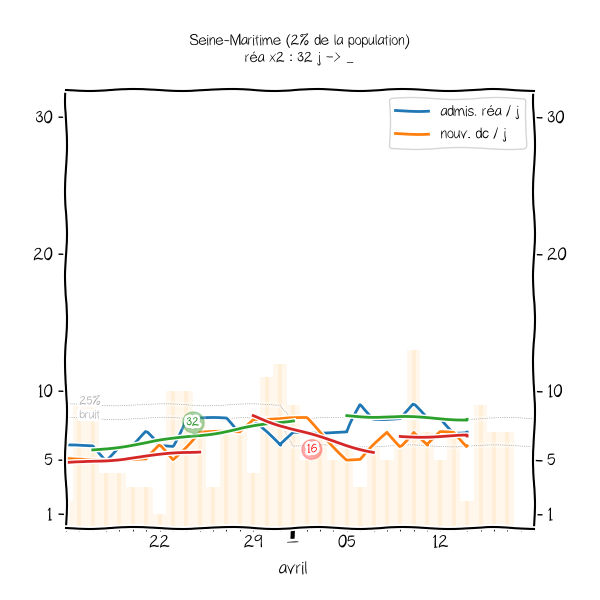 Seine-Maritime (2% de la population)
réa x2 : 32 j -> _
admis. réa / j
nouv. dc / j
30 30
20 20
10 10
25%
bruit
32
16
5 5
1 1
22 29 _ 05 12
avril